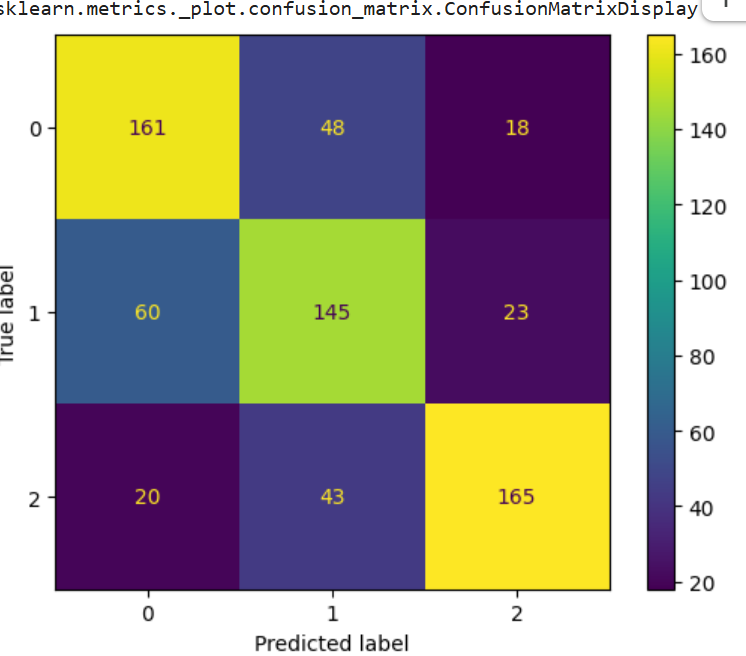 sklearn.metrics._plot.confusion_matrix.ConfusionMatrixDisplay
160
0 161 48 18
140
120
True label
1 60 145 23
100
80
60
2 20 43 165
40
20
0 1 2
Predicted label